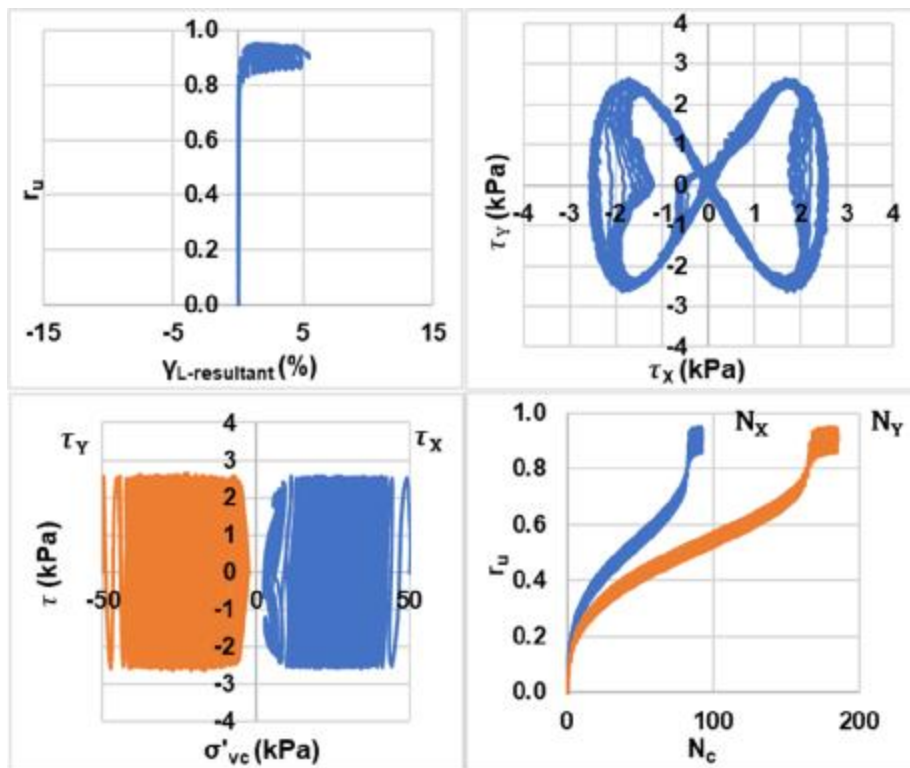 1.0
0.8
0.6
0.4
0.2
0.0
r_u
-15 -5 5 15
γ_L-resultant (%)
4
3
2
1
0
-4 -3 -2 -1 0 1 2 3 4
-1
-2
-3
-4
τ_Y (kPa)
τ_X (kPa)
τ_Y τ_X
4
3
2
1
0
-50 0 50
-1
-2
-3
-4
τ (kPa)
σ'_vc (kPa)
1.0 N_X N_Y
0.8
0.6
0.4
0.2
0.0
r_u
0 100 200
N_c